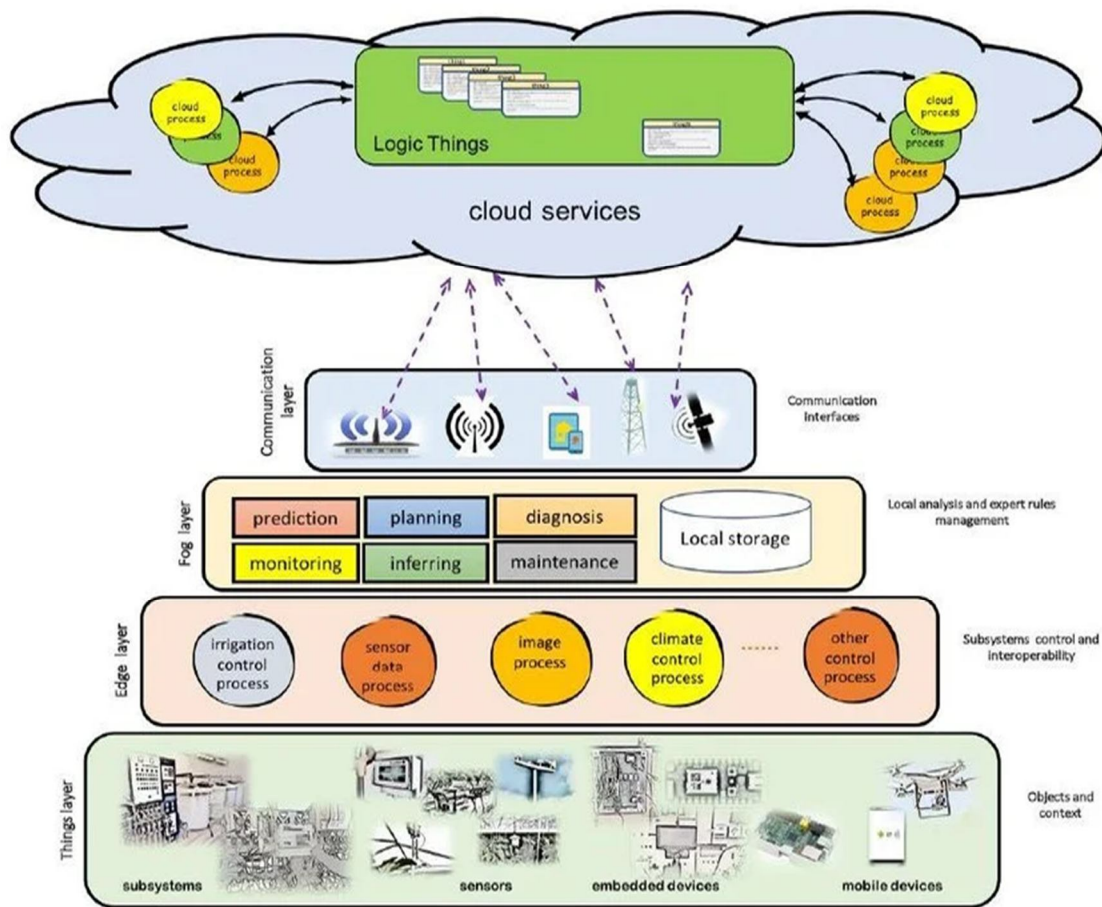 cloud
process
process
cloud
process
Logic Things
cloud
process
cloud
process
cloud
process
cloud
process
cloud services
Communication
layer
Communication
interfaces
Fog layer
prediction
planning
diagnosis
monitoring
inferring
maintenance
Local storage
Local analysis and expert rules
management
Edge layer
irrigation
control
process
sensor
data
process
image
process
climate
control
process
other
control
process
Subsystems control and
interoperability
Things layer
subsystems
sensors
embedded devices
mobile devices
Objects and
context